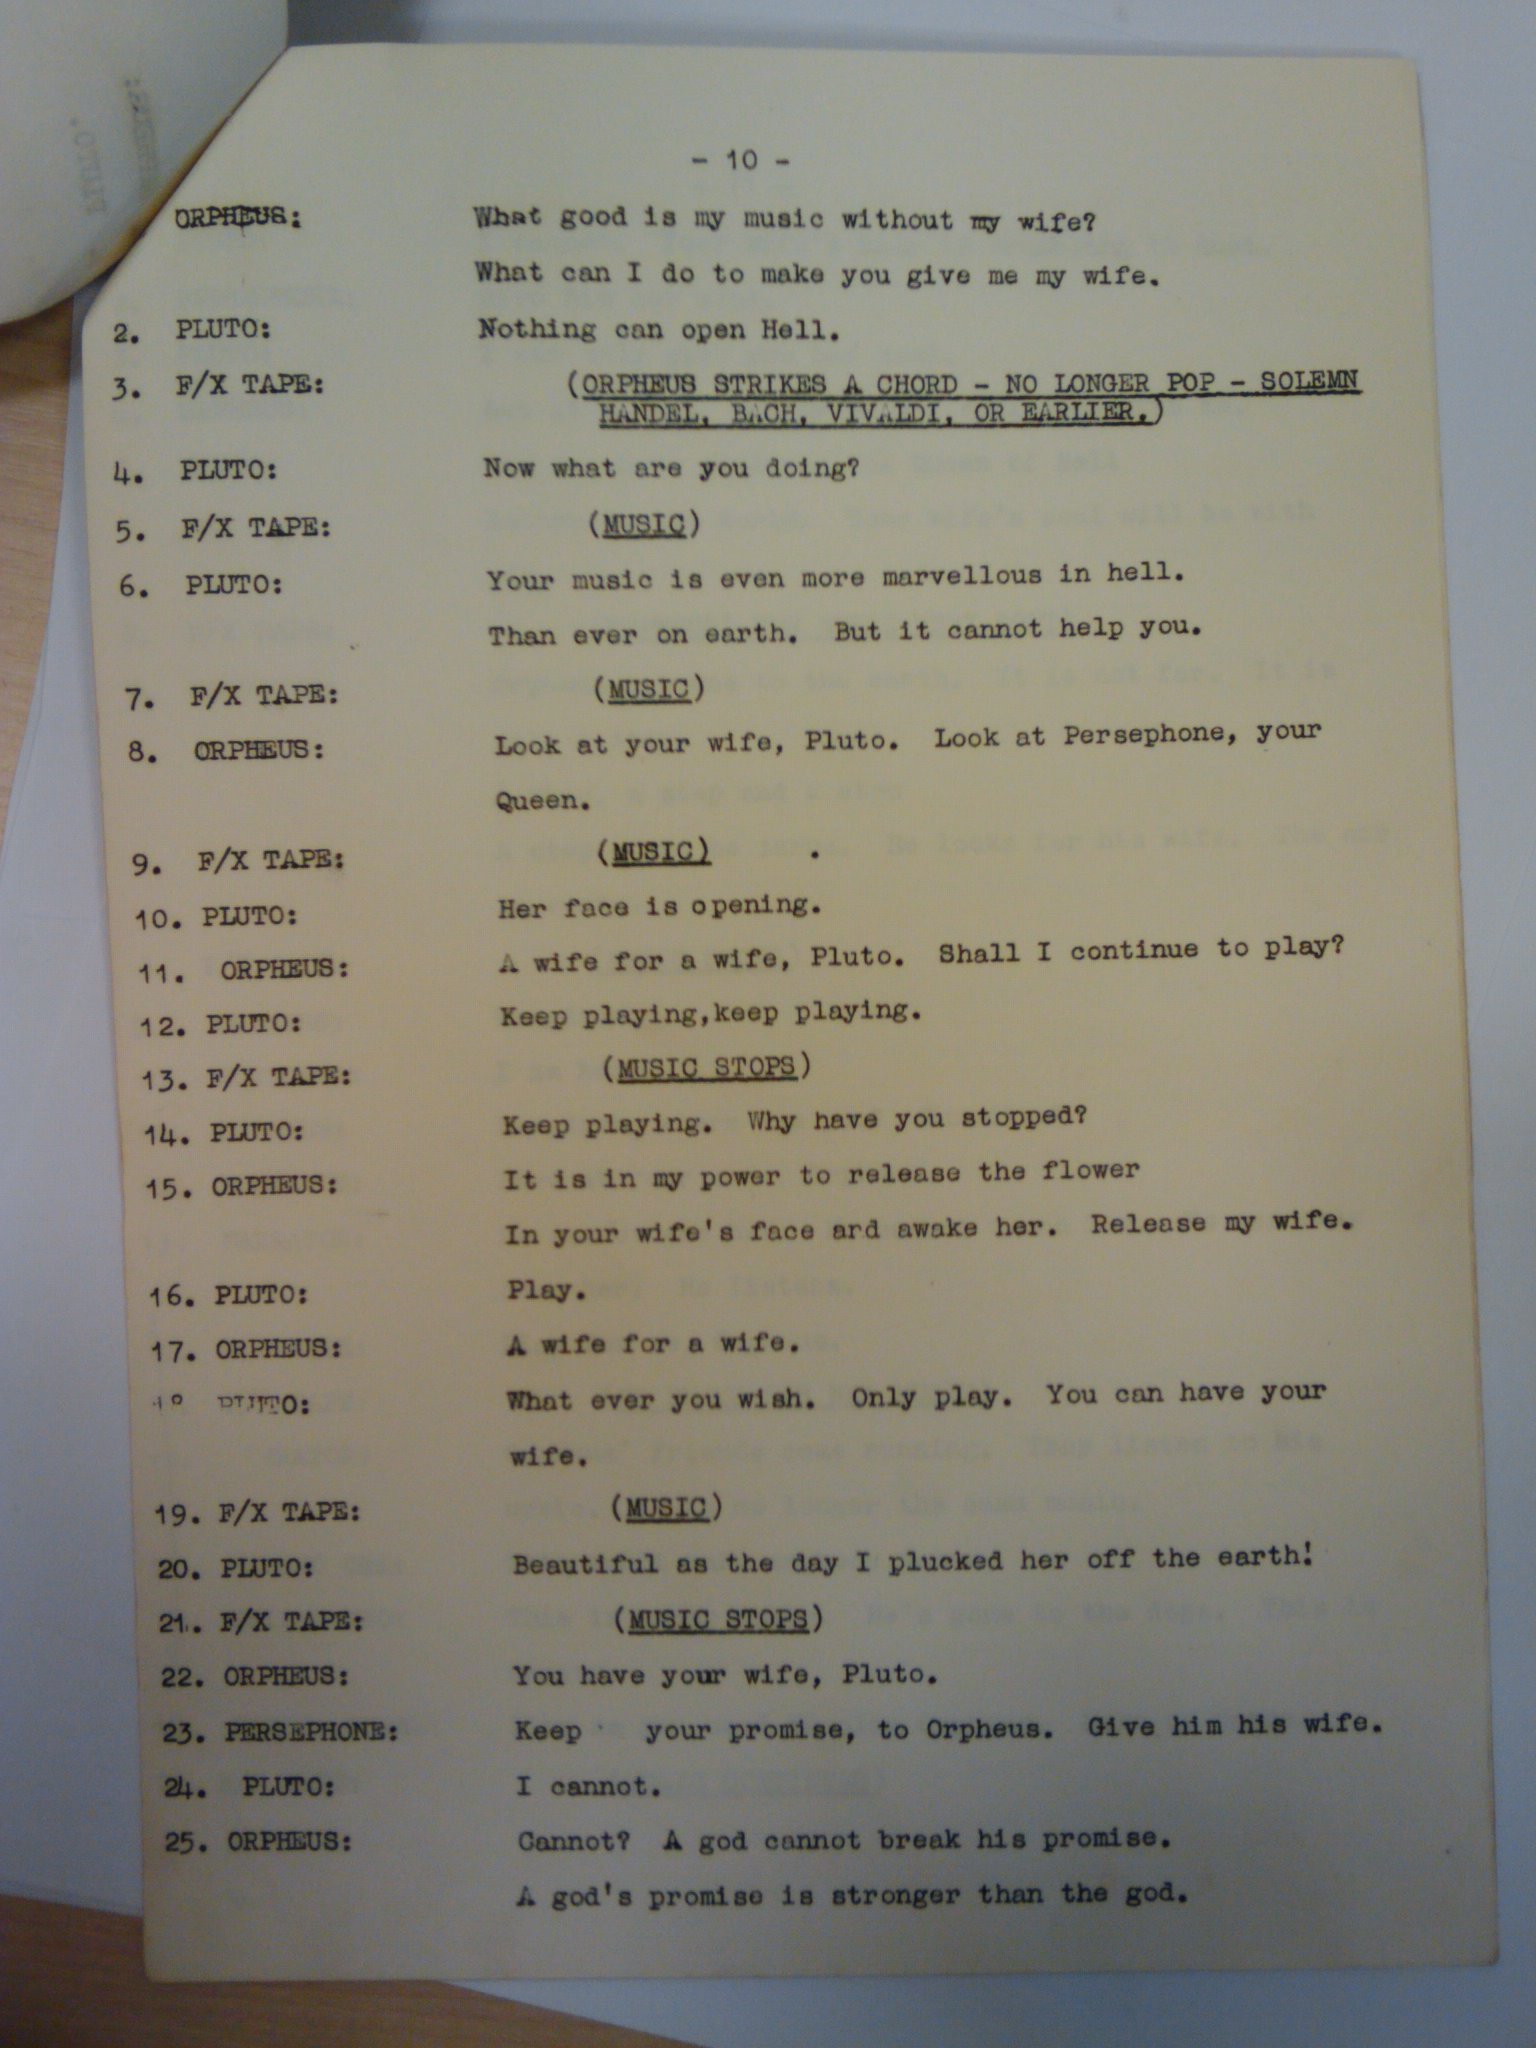 - 10 -
ORPHEUS: What good is my music without my wife?
What can I do to make you give me my wife.
2. PLUTO: Nothing can open Hell.
3. F/X TAPE: (ORPHEUS STRIKES A CHORD - NO LONGER POP - SOLEMN
HANDEL, BACH, VIVALDI, OR EARLIER.)
4. PLUTO: Now what are you doing?
5. F/X TAPE: (MUSIC)
6. PLUTO: Your music is even more marvellous in hell.
Than ever on earth. But it cannot help you.
7. F/X TAPE: (MUSIC)
8. ORPHEUS: Look at your wife, Pluto. Look at Persephone, your
Queen.
9. F/X TAPE: (MUSIC)
10. PLUTO: Her face is opening.
11. ORPHEUS: A wife for a wife, Pluto. Shall I continue to play?
12. PLUTO: Keep playing,keep playing.
13. F/X TAPE: (MUSIC STOPS)
14. PLUTO: Keep playing. Why have you stopped?
15. ORPHEUS: It is in my power to release the flower
In your wife's face ard awake her. Release my wife.
16. PLUTO: Play.
17. ORPHEUS: A wife for a wife.
18 PLUTO: What ever you wish. Only play. You can have your
wife.
19. F/X TAPE: (MUSIC)
20. PLUTO: Beautiful as the day I plucked her off the earth!
21. F/X TAPE: (MUSIC STOPS)
22. ORPHEUS: You have your wife, Pluto.
23. PERSEPHONE: Keep your promise, to Orpheus. Give him his wife.
24. PLUTO: I cannot.
25. ORPHEUS: Cannot? A god cannot break his promise.
A god's promise is stronger than the god.